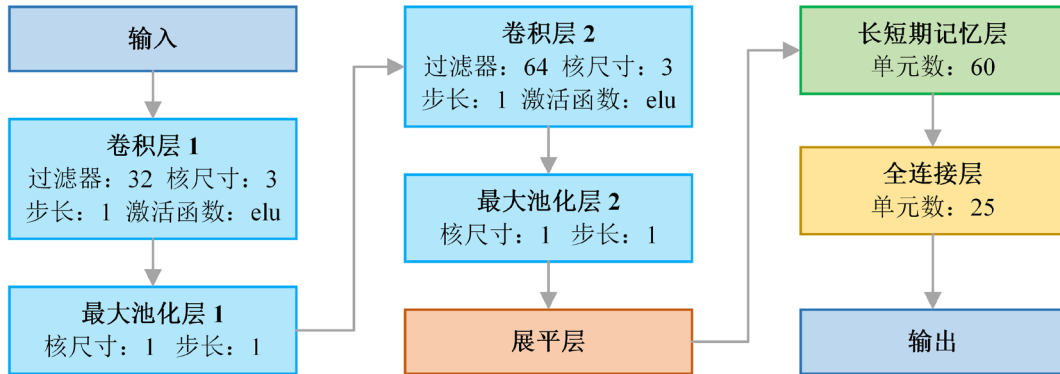 输入
卷积层 1
过滤器：32 核尺寸：3
步长：1 激活函数：elu
最大池化层 1
核尺寸：1 步长：1
卷积层 2
过滤器：64 核尺寸：3
步长：1 激活函数：elu
最大池化层 2
核尺寸：1 步长：1
展平层
长短期记忆层
单元数：60
全连接层
单元数：25
输出